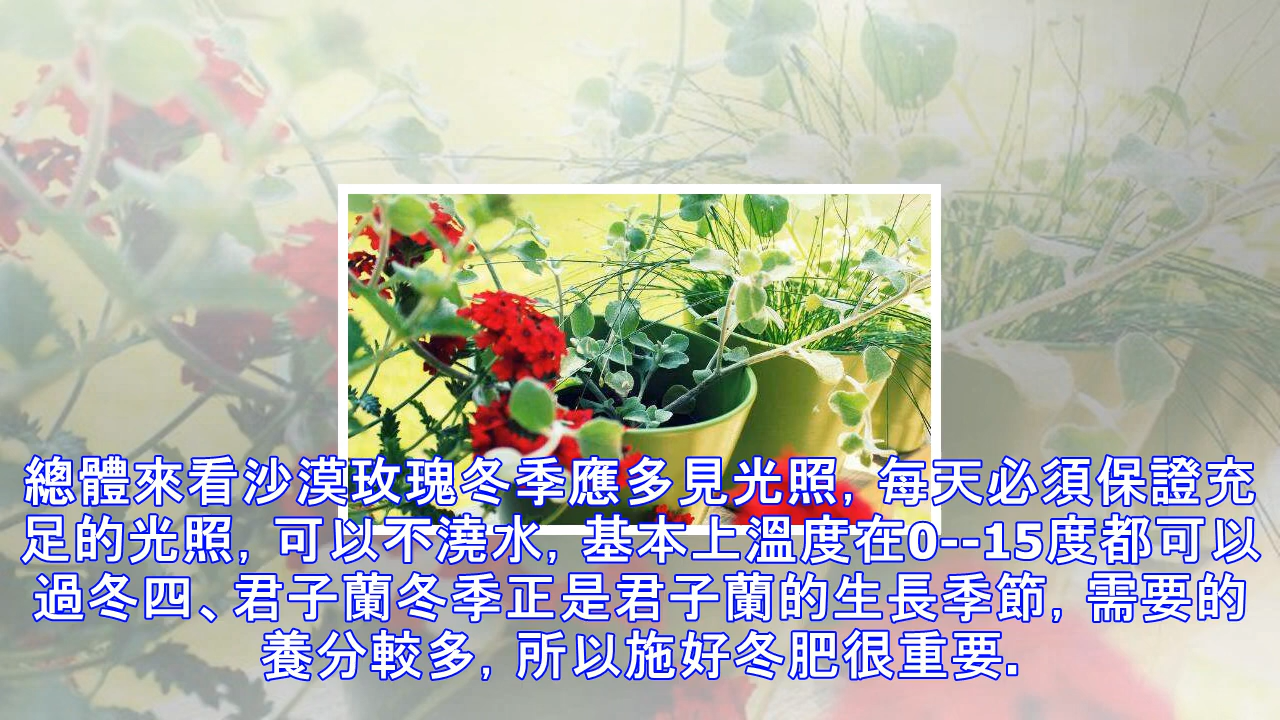 總體來看沙漠玫瑰冬季應多見光照, 每天必須保證充
足的光照, 可以不澆水, 基本上溫度在0--15度都可以
過冬四、君子蘭冬季正是君子蘭的生長季節, 需要的
養分較多, 所以施好冬肥很重要.